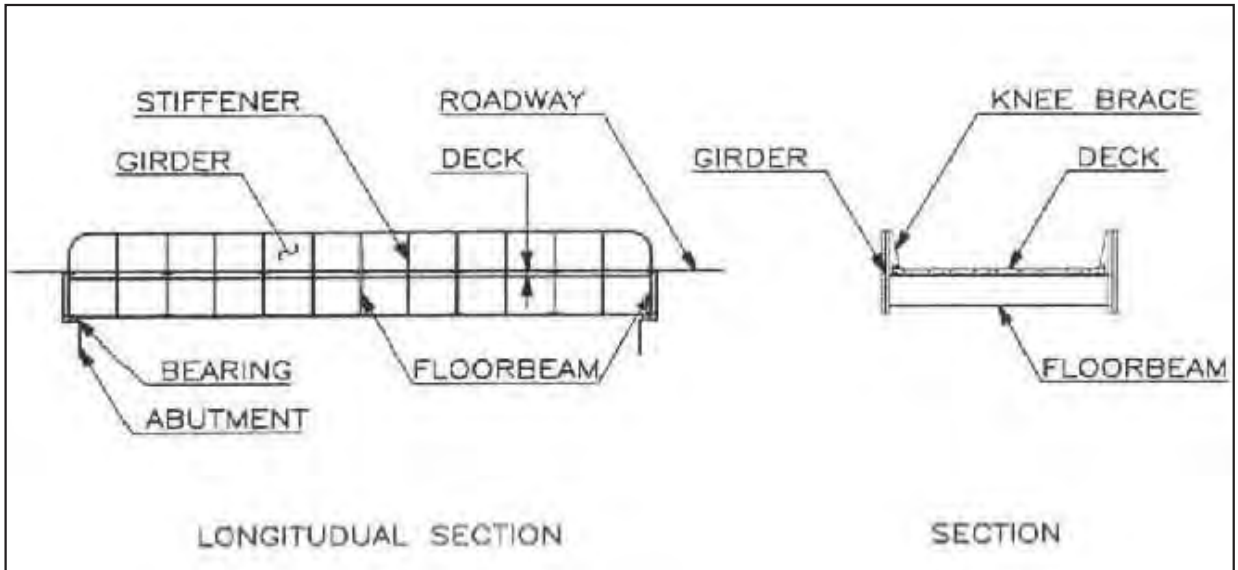 STIFFENER
ROADWAY
KNEE BRACE
GIRDER
DECK
GIRDER
DECK
BEARING
FLOORBEAM
FLOORBEAM
ABUTMENT
LONGITUDUAL SECTION
SECTION